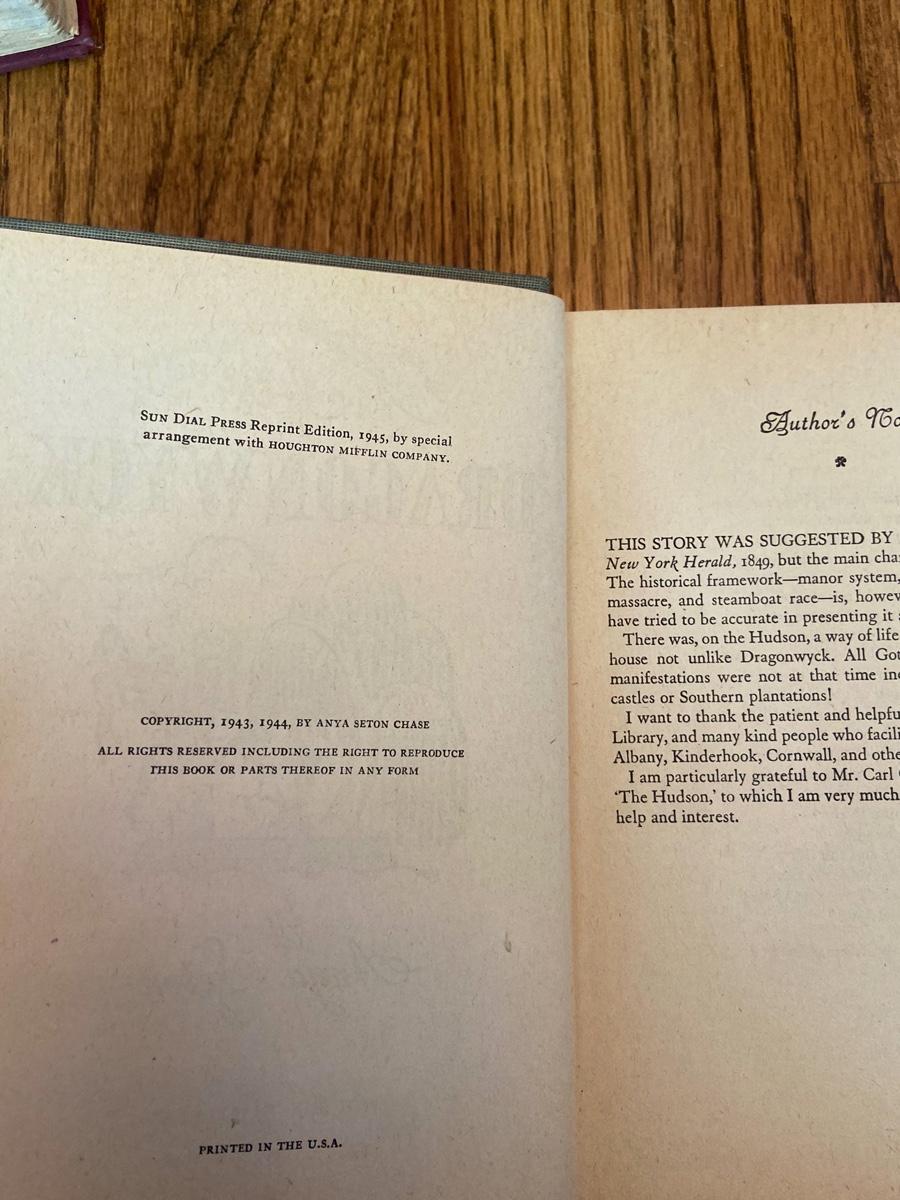 SUN DIAL PRESS Reprint Edition, 1945, by special
arrangement with HOUGHTON MIFFLIN COMPANY.
COPYRIGHT, 1943, 1944, BY ANYA SETON CHASE
ALL RIGHTS RESERVED INCLUDING THE RIGHT TO REPRODUCE
THIS BOOK OR PARTS THEREOF IN ANY FORM
PRINTED IN THE U.S.A.
Author's No
THIS STORY WAS SUGGESTED BY
New York Herald, 1849, but the main cha
The historical framework—manor system,
massacre, and steamboat race—is, howev
have tried to be accurate in presenting it
There was, on the Hudson, a way of life
house not unlike Dragonwyck. All Got
manifestations were not at that time in
castles or Southern plantations!
I want to thank the patient and helpfu
Library, and many kind people who facili
Albany, Kinderhook, Cornwall, and othe
I am particularly grateful to Mr. Carl
'The Hudson,' to which I am very much
help and interest.